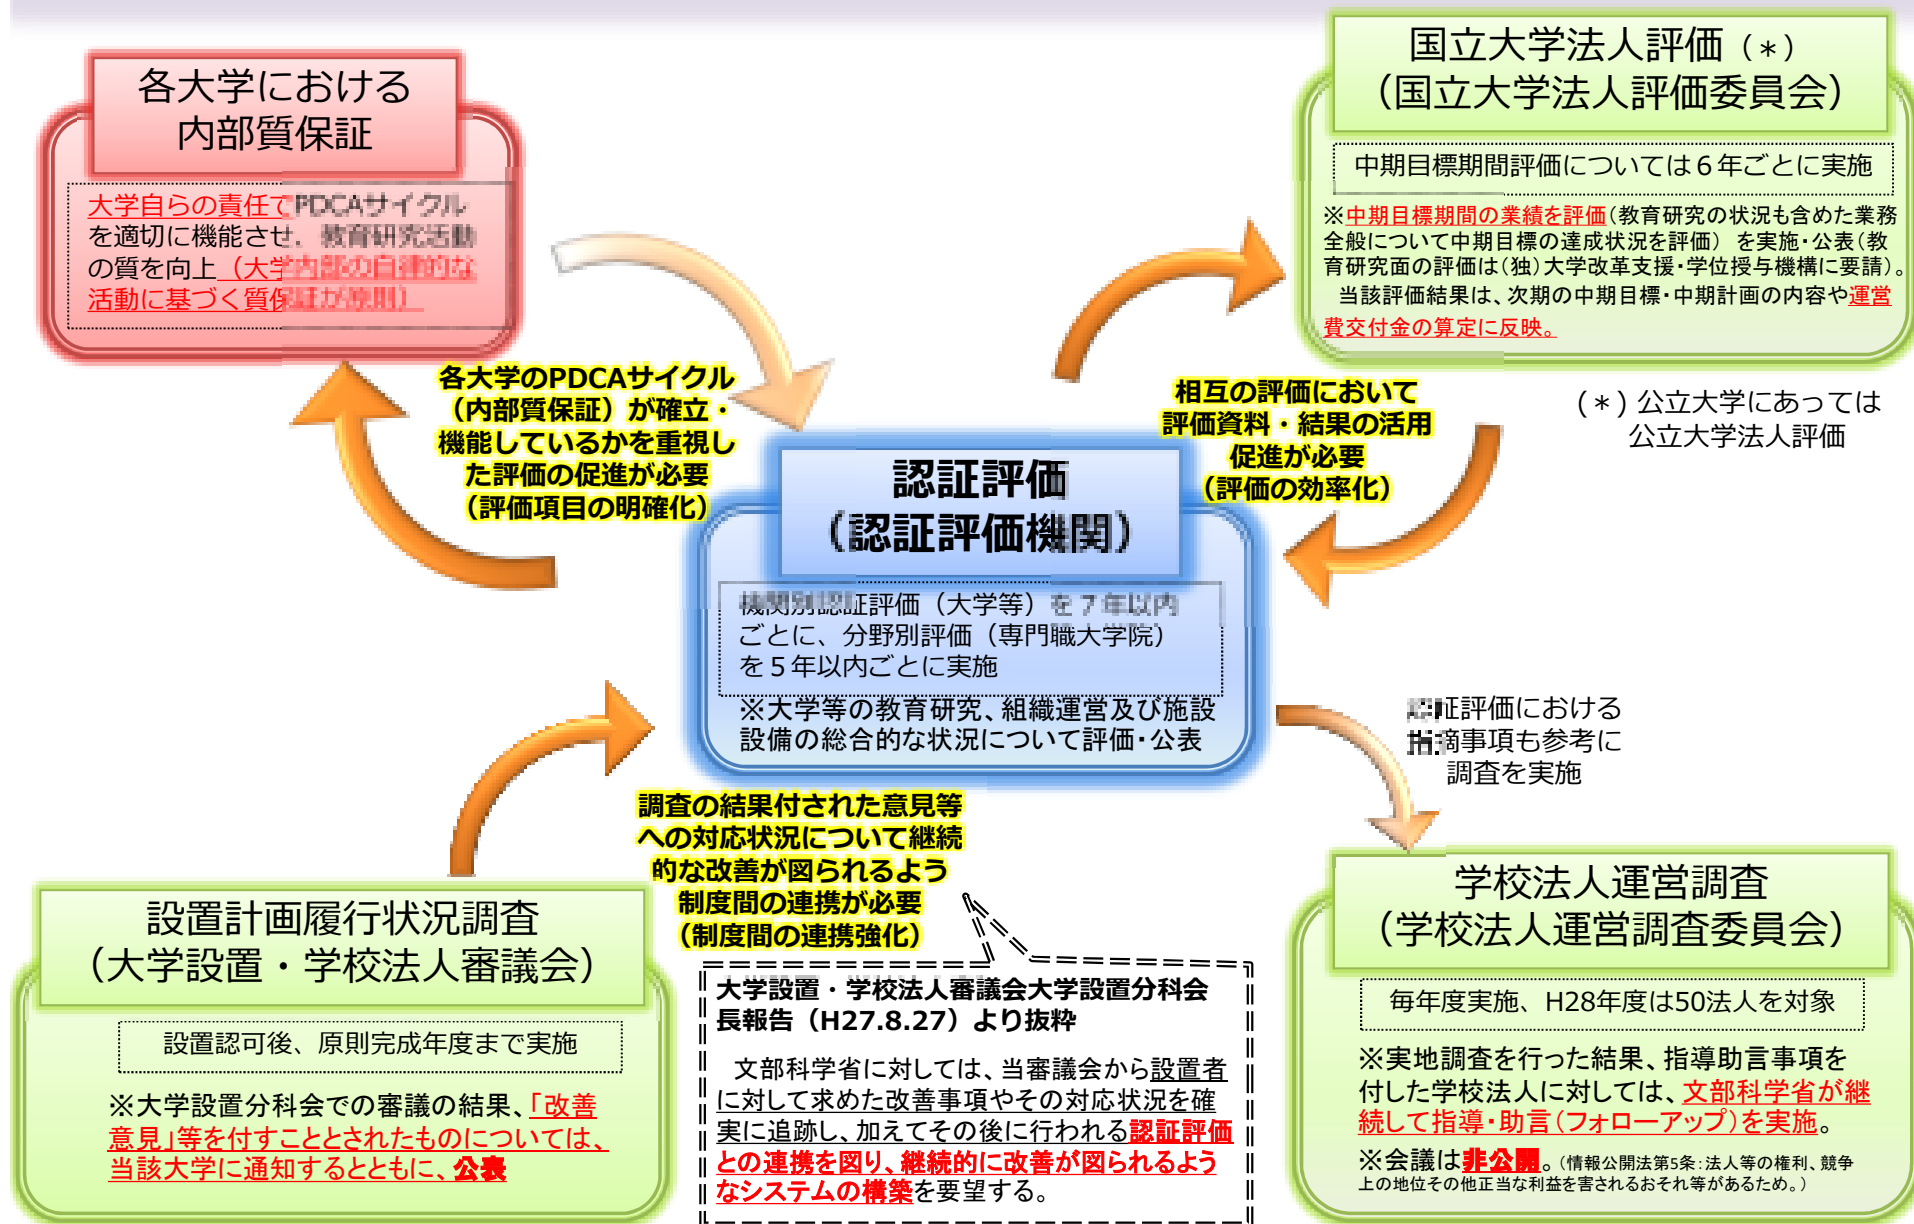 各大学における
内部質保証
大学自らの責任でPDCAサイクル
を適切に機能させ、教育研究活動
の質を向上（大学内部の自律的な
活動に基づく質保証が原則）
国立大学法人評価（＊）
（国立大学法人評価委員会）
中期目標期間評価については６年ごとに実施
※中期目標期間の業績を評価（教育研究の状況も含めた業務
全般について中期目標の達成状況を評価）を実施・公表（教
育研究面の評価は（独）大学改革支援・学位授与機構に要請）。
当該評価結果は、次期の中期目標・中期計画の内容や運営
費交付金の算定に反映。
（＊）公立大学にあっては
公立大学法人評価
各大学のPDCAサイクル
（内部質保証）が確立・
機能しているかを重視し
た評価の促進が必要
（評価項目の明確化）
相互の評価において
評価資料・結果の活用
促進が必要
（評価の効率化）
認証評価
（認証評価機関）
機関別認証評価（大学等）を７年以内
ごとに、分野別評価（専門職大学院）
を５年以内ごとに実施
※大学等の教育研究、組織運営及び施設
設備の総合的な状況について評価・公表
認証評価における
指摘事項も参考に
調査を実施
調査の結果付された意見等
への対応状況について継続
的な改善が図られるよう
制度間の連携が必要
（制度間の連携強化）
設置計画履行状況調査
（大学設置・学校法人審議会）
設置認可後、原則完成年度まで実施
※大学設置分科会での審議の結果、「改善
意見」等を付すこととされたものについては、
当該大学に通知するとともに、公表
大学設置・学校法人審議会大学設置分科会
長報告（H27.8.27）より抜粋
文部科学省に対しては、当審議会から設置者
に対して求めた改善事項やその対応状況を確
実に追跡し、加えてその後に行われる認証評価
との連携を図り、継続的に改善が図られるよう
なシステムの構築を要望する。
学校法人運営調査
（学校法人運営調査委員会）
毎年度実施、H28年度は50法人を対象
※実地調査を行った結果、指導助言事項を
付した学校法人に対しては、文部科学省が継
続して指導・助言（フォローアップ）を実施。
※会議は非公開。（情報公開法第5条：法人等の権利、競争
上の地位その他正当な利益を害されるおそれ等があるため。）